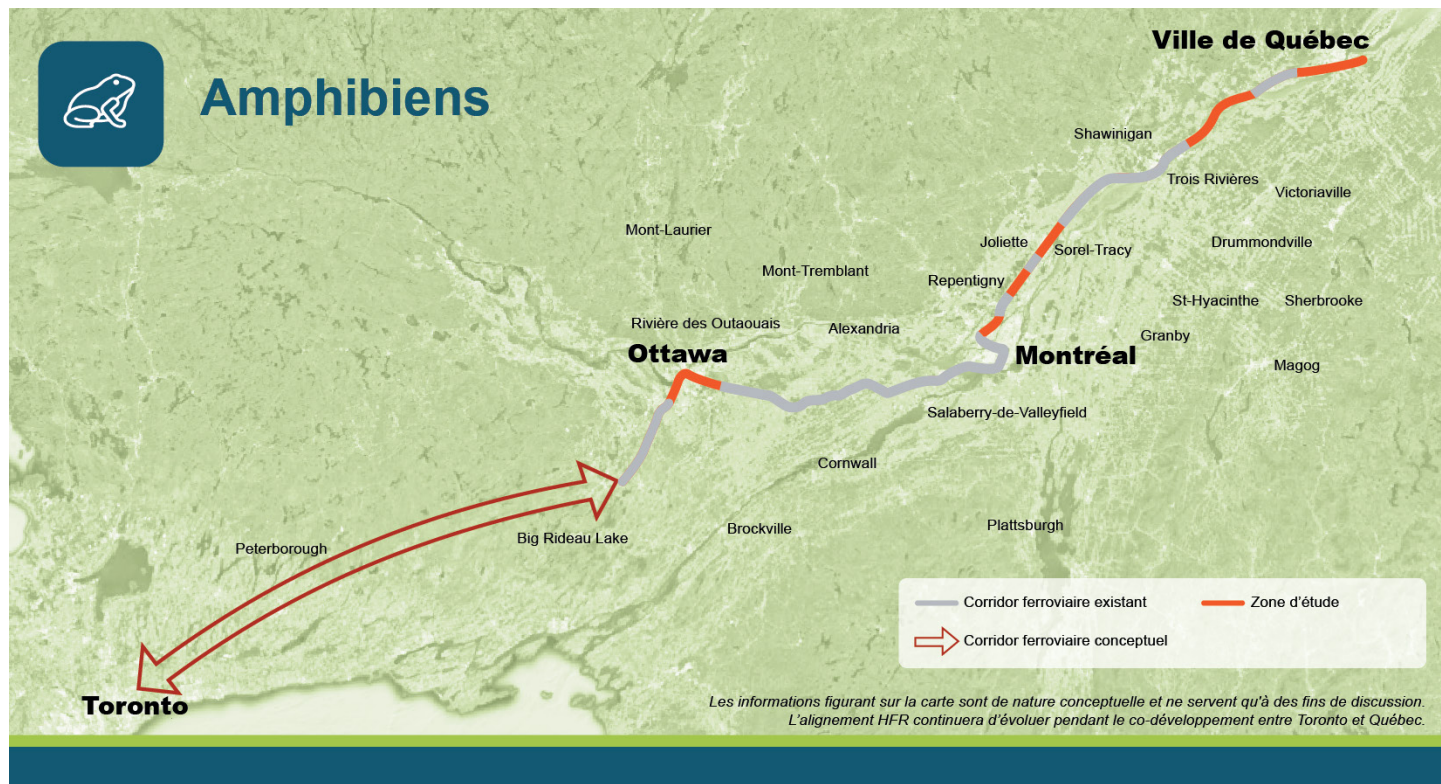 Amphibiens
Ville de Québec
Shawinigan
Trois Rivières
Victoriaville
Mont-Laurier
Joliette
Sorel-Tracy
Drummondville
Mont-Tremblant
Repentigny
St-Hyacinthe
Sherbrooke
Rivière des Outaouais
Alexandria
Granby
Ottawa
Montréal
Magog
Salaberry-de-Valleyfield
Cornwall
Brockville
Plattsburgh
Big Rideau Lake
Peterborough
Toronto
Corridor ferroviaire existant
Zone d'étude
Corridor ferroviaire conceptuel
Les informations figurant sur la carte sont de nature conceptuelle et ne servent qu'à des fins de discussion.
L'alignement HFR continuera d'évoluer pendant le co-développement entre Toronto et Québec.